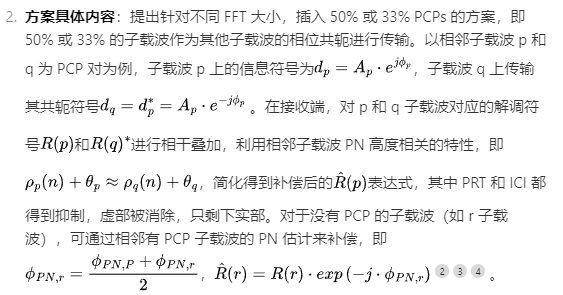 2. 方案具体内容：提出针对不同 FFT 大小，插入 50% 或 33% PCPs 的方案，即
50% 或 33% 的子载波作为其他子载波的相位共轭进行传输。以相邻子载波 p 和
q 为 PCP 对为例，子载波 p 上的信息符号为$d_p = A_p \cdot e^{j\phi_p}$，子载波 q 上传输
其共轭符号$d_q = d_p^* = A_p \cdot e^{-j\phi_p}$。在接收端，对 p 和 q 子载波对应的解调符
号$R(p)$和$R(q)^*$进行相干叠加，利用相邻子载波 PN 高度相关的特性，即
$\rho_p(n) + \theta_p \approx \rho_q(n) + \theta_q$，简化得到补偿后的$\hat{R}(p)$表达式，其中 PRT 和 ICI 都
得到抑制，虚部被消除，只剩下实部。对于没有 PCP 的子载波（如 r 子载
波），可通过相邻有 PCP 子载波的 PN 估计来补偿，即
$\phi_{PN,r} = \frac{\phi_{PN,P} + \phi_{PN,r}}{2}$，$\hat{R}(r) = R(r) \cdot exp(-j \cdot \phi_{PN,r})$ 2 3 4 。